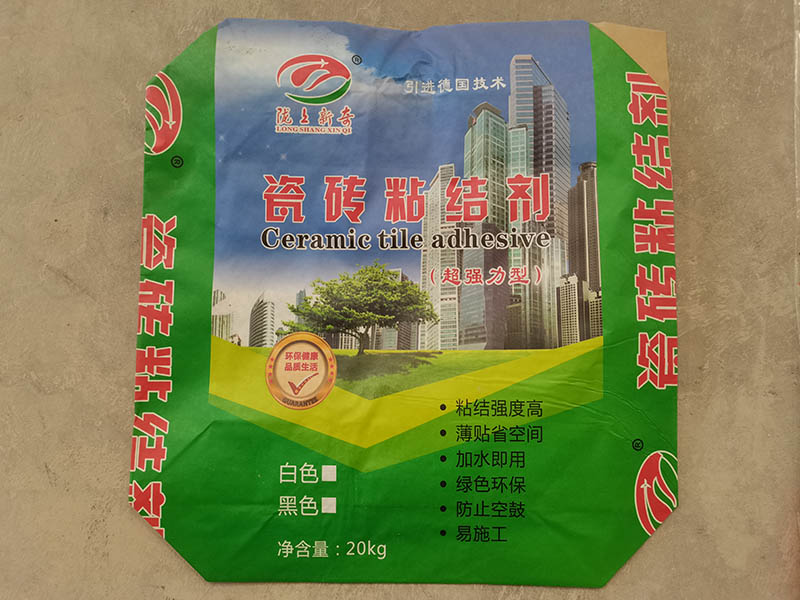 引进德国技术
陇上新奇
LONG SHANG XIN QI
®
瓷砖粘结剂
Ceramic tile adhesive
（超强力型）
环保健康
品质生活
GUARANTEE
• 粘结强度高
• 薄贴省空间
• 加水即用
• 绿色环保
• 防止空鼓
• 易施工
白色
黑色
净含量：20kg
®
瓷砖粘结剂
瓷砖粘结剂
®